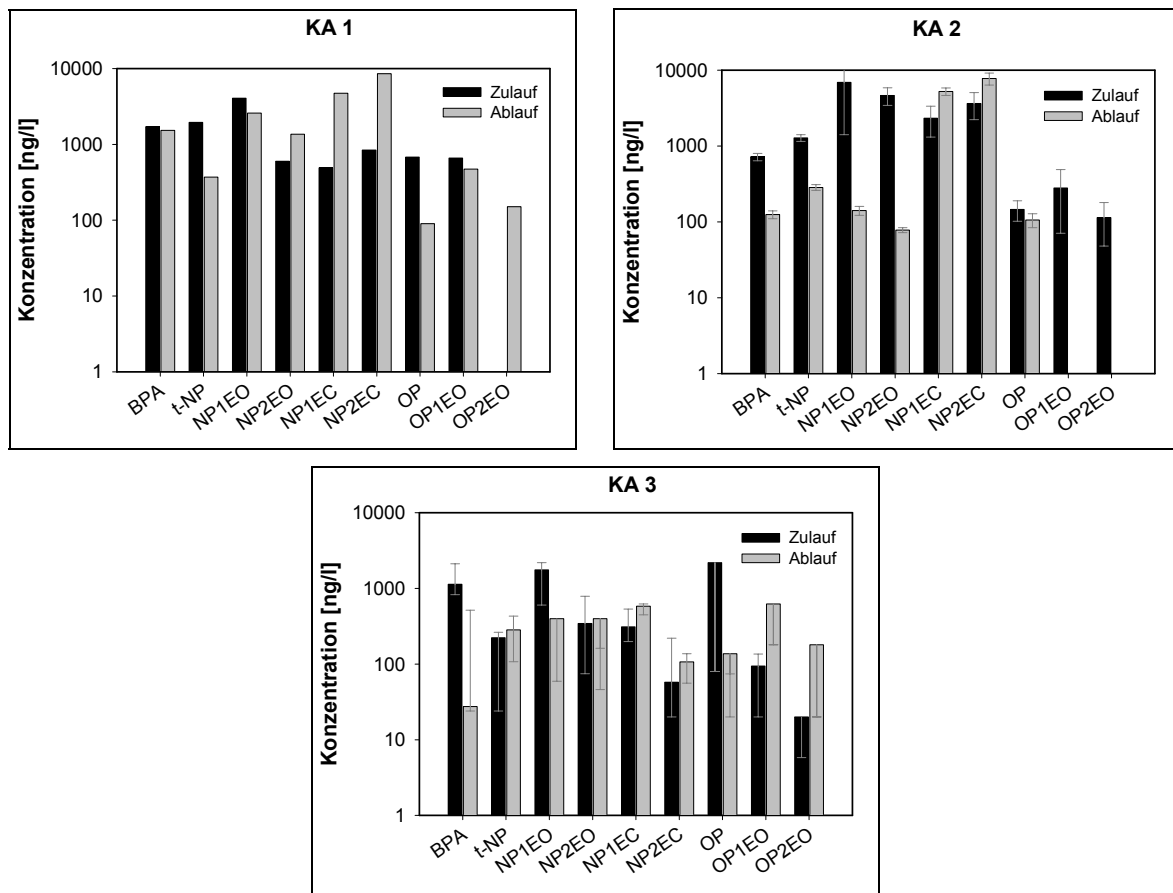 KA 1
Konzentration [ng/l]
10000
1000
100
10
1
Zulauf
Ablauf
BPA
t-NP
NP1EO
NP2EO
NP1EC
NP2EC
OP
OP1EO
OP2EO
KA 2
Konzentration [ng/l]
10000
1000
100
10
1
Zulauf
Ablauf
BPA
t-NP
NP1EO
NP2EO
NP1EC
NP2EC
OP
OP1EO
OP2EO
KA 3
Konzentration [ng/l]
10000
1000
100
10
1
Zulauf
Ablauf
BPA
t-NP
NP1EO
NP2EO
NP1EC
NP2EC
OP
OP1EO
OP2EO